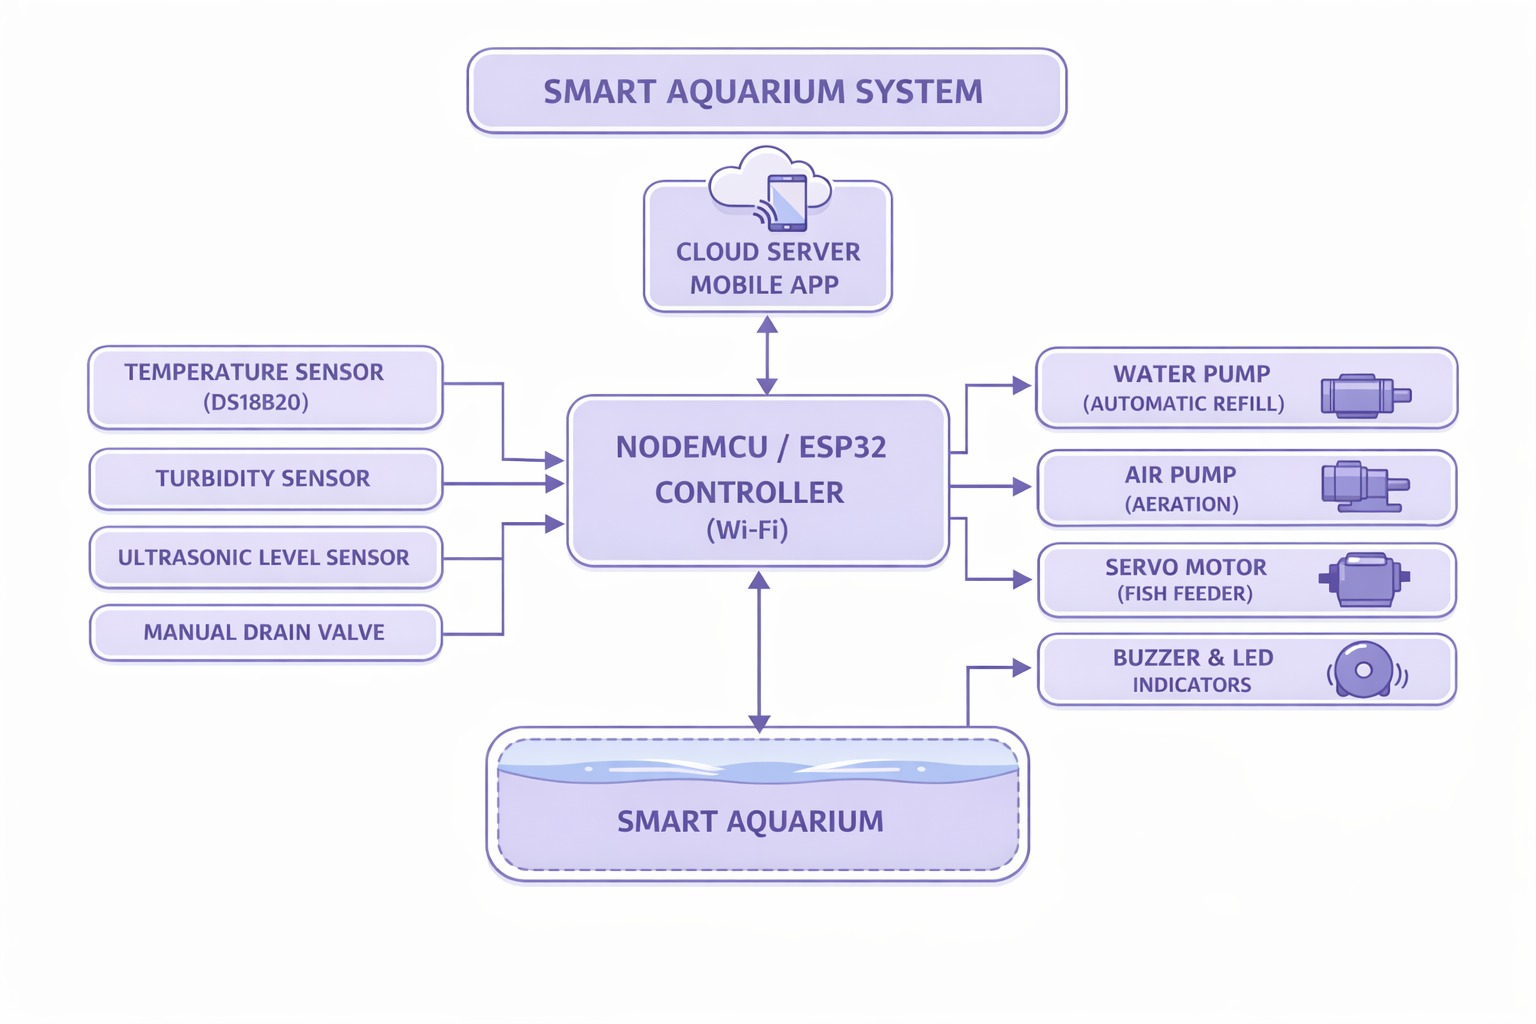 SMART AQUARIUM SYSTEM
CLOUD SERVER
MOBILE APP
TEMPERATURE SENSOR
(DS18B20)
TURBIDITY SENSOR
ULTRASONIC LEVEL SENSOR
MANUAL DRAIN VALVE
NODEMCU / ESP32
CONTROLLER
(Wi-Fi)
WATER PUMP
(AUTOMATIC REFILL)
AIR PUMP
(AERATION)
SERVO MOTOR
(FISH FEEDER)
BUZZER & LED
INDICATORS
SMART AQUARIUM